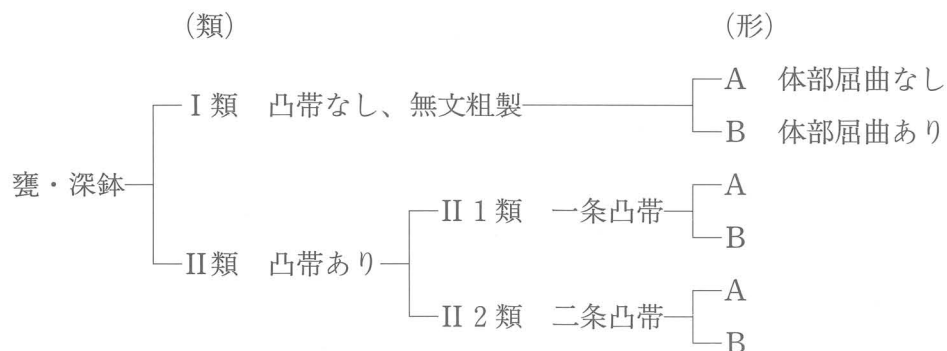 (類) (形)
A 体部屈曲なし
Ⅰ類 凸帯なし、無文粗製
B 体部屈曲あり
甕・深鉢
A
Ⅱ1類 一条凸帯
B
Ⅱ類 凸帯あり
A
Ⅱ2類 二条凸帯
B